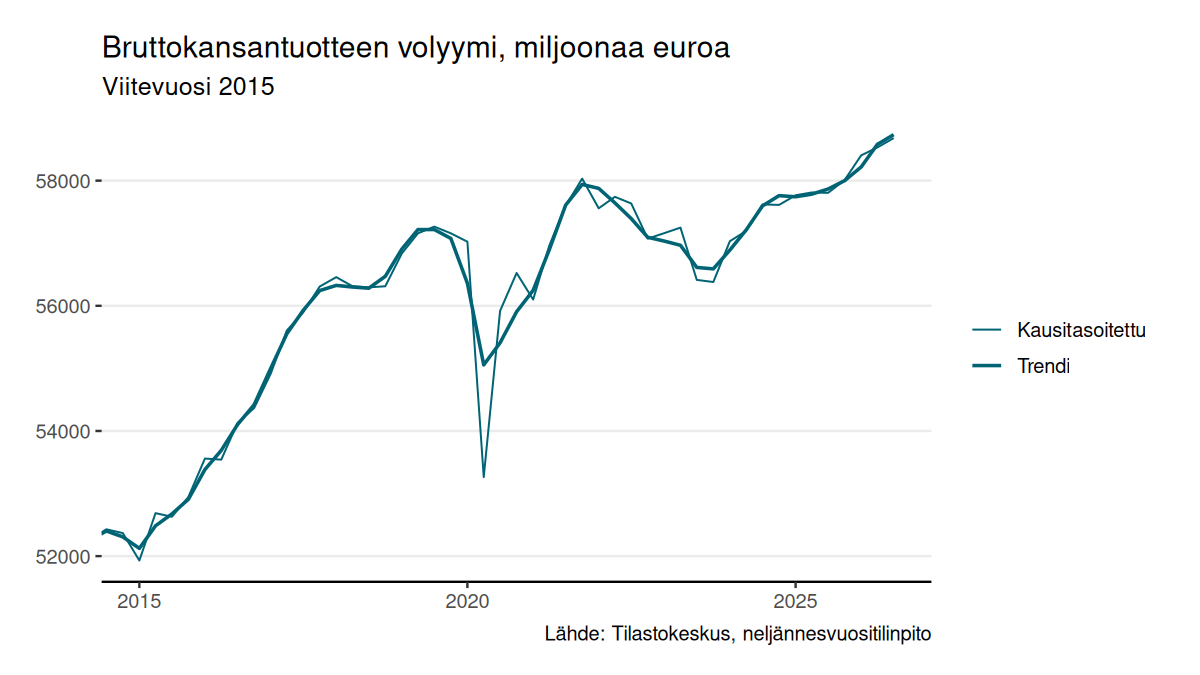 Bruttokansantuotteen volyymi, miljoonaa euroa
Viitevuosi 2015
58000
56000
54000
52000
2015 2020 2025
Kausitasoitettu
Trendi
Lähde: Tilastokeskus, neljännesvuositilinpito